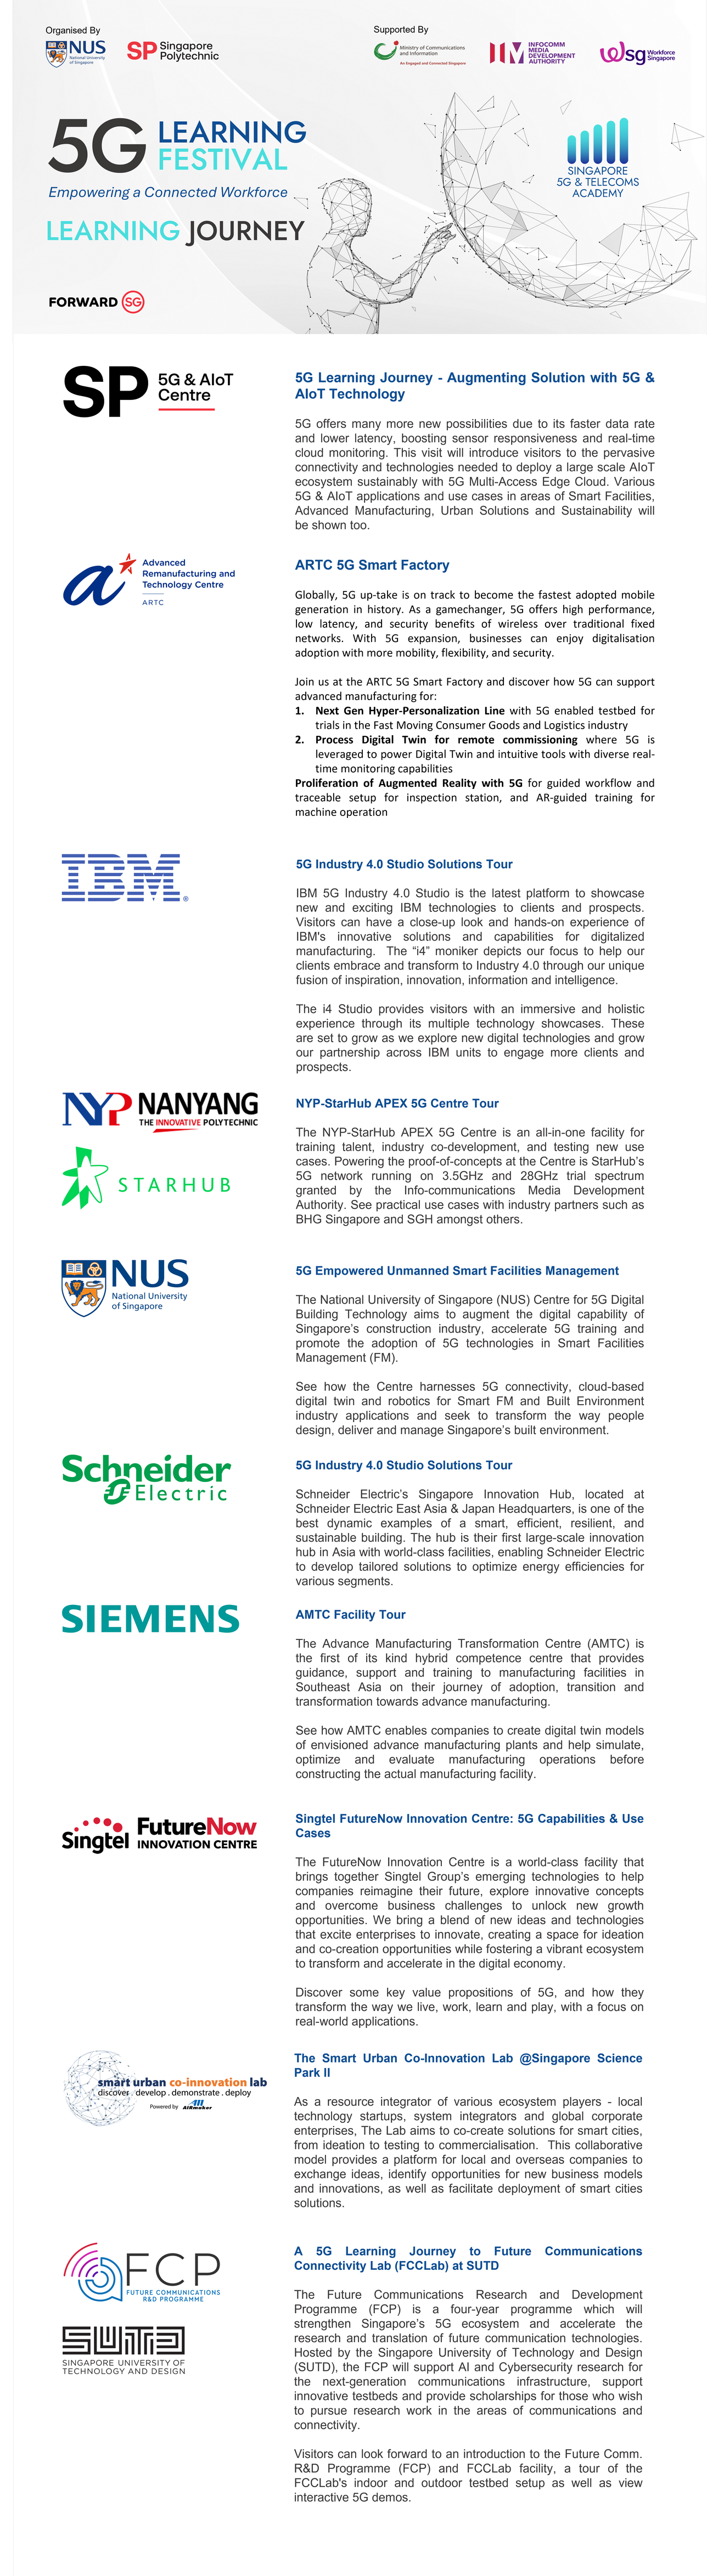 Organised By
Supported By
NUS
National University
of Singapore
SP Singapore
Polytechnic
Ministry of Communications
and Information
An Engaged and Connected Singapore
INFOCOMM
MEDIA
DEVELOPMENT
AUTHORITY
wsg Workforce
Singapore
5G LEARNING
FESTIVAL
Empowering a Connected Workforce
LEARNING JOURNEY
SINGAPORE
5G & TELECOMS
ACADEMY
FORWARD SG
SP 5G & AIoT
Centre
5G Learning Journey - Augmenting Solution with 5G &
AIoT Technology
5G offers many more new possibilities due to its faster data rate
and lower latency, boosting sensor responsiveness and real-time
cloud monitoring. This visit will introduce visitors to the pervasive
connectivity and technologies needed to deploy a large scale AIoT
ecosystem sustainably with 5G Multi-Access Edge Cloud. Various
5G & AIoT applications and use cases in areas of Smart Facilities,
Advanced Manufacturing, Urban Solutions and Sustainability will
be shown too.
Advanced
Remanufacturing and
Technology Centre
ARTC
ARTC 5G Smart Factory
Globally, 5G up-take is on track to become the fastest adopted mobile
generation in history. As a gamechanger, 5G offers high performance,
low latency, and security benefits of wireless over traditional fixed
networks. With 5G expansion, businesses can enjoy digitalisation
adoption with more mobility, flexibility, and security.
Join us at the ARTC 5G Smart Factory and discover how 5G can support
advanced manufacturing for:
1. Next Gen Hyper-Personalization Line with 5G enabled testbed for
trials in the Fast Moving Consumer Goods and Logistics industry
2. Process Digital Twin for remote commissioning where 5G is
leveraged to power Digital Twin and intuitive tools with diverse real-
time monitoring capabilities
Proliferation of Augmented Reality with 5G for guided workflow and
traceable setup for inspection station, and AR-guided training for
machine operation
IBM®
5G Industry 4.0 Studio Solutions Tour
IBM 5G Industry 4.0 Studio is the latest platform to showcase
new and exciting IBM technologies to clients and prospects.
Visitors can have a close-up look and hands-on experience of
IBM's innovative solutions and capabilities for digitalized
manufacturing. The “i4” moniker depicts our focus to help our
clients embrace and transform to Industry 4.0 through our unique
fusion of inspiration, innovation, information and intelligence.
The i4 Studio provides visitors with an immersive and holistic
experience through its multiple technology showcases. These
are set to grow as we explore new digital technologies and grow
our partnership across IBM units to engage more clients and
prospects.
NYP NANYANG
THE INNOVATIVE POLYTECHNIC
STARHUB
NYP-StarHub APEX 5G Centre Tour
The NYP-StarHub APEX 5G Centre is an all-in-one facility for
training talent, industry co-development, and testing new use
cases. Powering the proof-of-concepts at the Centre is StarHub’s
5G network running on 3.5GHz and 28GHz trial spectrum
granted by the Info-communications Media Development
Authority. See practical use cases with industry partners such as
BHG Singapore and SGH amongst others.
NUS
National University
of Singapore
5G Empowered Unmanned Smart Facilities Management
The National University of Singapore (NUS) Centre for 5G Digital
Building Technology aims to augment the digital capability of
Singapore’s construction industry, accelerate 5G training and
promote the adoption of 5G technologies in Smart Facilities
Management (FM).
See how the Centre harnesses 5G connectivity, cloud-based
digital twin and robotics for Smart FM and Built Environment
industry applications and seek to transform the way people
design, deliver and manage Singapore’s built environment.
Schneider
Electric
5G Industry 4.0 Studio Solutions Tour
Schneider Electric’s Singapore Innovation Hub, located at
Schneider Electric East Asia & Japan Headquarters, is one of the
best dynamic examples of a smart, efficient, resilient, and
sustainable building. The hub is their first large-scale innovation
hub in Asia with world-class facilities, enabling Schneider Electric
to develop tailored solutions to optimize energy efficiencies for
various segments.
SIEMENS
AMTC Facility Tour
The Advance Manufacturing Transformation Centre (AMTC) is
the first of its kind hybrid competence centre that provides
guidance, support and training to manufacturing facilities in
Southeast Asia on their journey of adoption, transition and
transformation towards advance manufacturing.
See how AMTC enables companies to create digital twin models
of envisioned advance manufacturing plants and help simulate,
optimize and evaluate manufacturing operations before
constructing the actual manufacturing facility.
Singtel FutureNow
INNOVATION CENTRE
Singtel FutureNow Innovation Centre: 5G Capabilities & Use
Cases
The FutureNow Innovation Centre is a world-class facility that
brings together Singtel Group’s emerging technologies to help
companies reimagine their future, explore innovative concepts
and overcome business challenges to unlock new growth
opportunities. We bring a blend of new ideas and technologies
that excite enterprises to innovate, creating a space for ideation
and co-creation opportunities while fostering a vibrant ecosystem
to transform and accelerate in the digital economy.
Discover some key value propositions of 5G, and how they
transform the way we live, work, learn and play, with a focus on
real-world applications.
smart urban co-innovation lab
discover . develop . demonstrate . deploy
Powered by AIRmaker
The Smart Urban Co-Innovation Lab @Singapore Science
Park II
As a resource integrator of various ecosystem players - local
technology startups, system integrators and global corporate
enterprises, The Lab aims to co-create solutions for smart cities,
from ideation to testing to commercialisation. This collaborative
model provides a platform for local and overseas companies to
exchange ideas, identify opportunities for new business models
and innovations, as well as facilitate deployment of smart cities
solutions.
FCP
FUTURE COMMUNICATIONS
R&D PROGRAMME
SUTD
SINGAPORE UNIVERSITY OF
TECHNOLOGY AND DESIGN
A 5G Learning Journey to Future Communications
Connectivity Lab (FCCLab) at SUTD
The Future Communications Research and Development
Programme (FCP) is a four-year programme which will
strengthen Singapore’s 5G ecosystem and accelerate the
research and translation of future communication technologies.
Hosted by the Singapore University of Technology and Design
(SUTD), the FCP will support AI and Cybersecurity research for
the next-generation communications infrastructure, support
innovative testbeds and provide scholarships for those who wish
to pursue research work in the areas of communications and
connectivity.
Visitors can look forward to an introduction to the Future Comm.
R&D Programme (FCP) and FCCLab facility, a tour of the
FCCLab's indoor and outdoor testbed setup as well as view
interactive 5G demos.